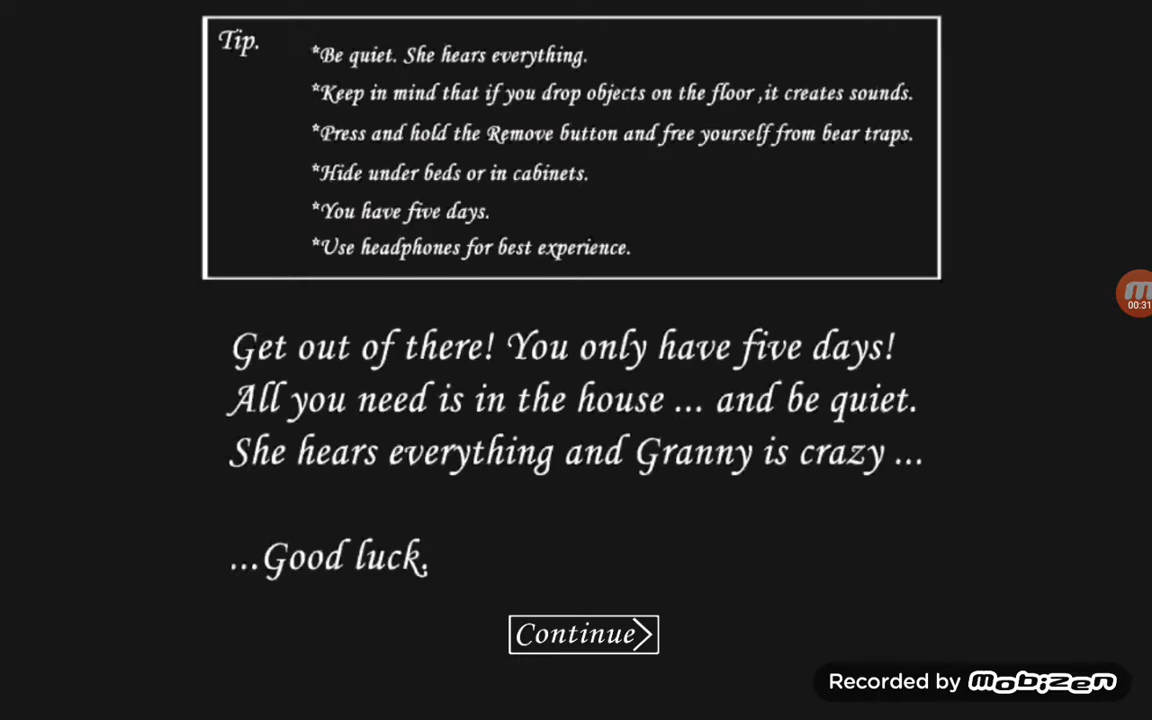 Tip.
*Be quiet. She hears everything.
*Keep in mind that if you drop objects on the floor ,it creates sounds.
*Press and hold the Remove button and free yourself from bear traps.
*Hide under beds or in cabinets.
*You have five days.
*Use headphones for best experience.
Get out of there! You only have five days!
All you need is in the house ... and be quiet.
She hears everything and Granny is crazy ...
...Good luck.
Continue
m
00:31
Recorded by mobizen